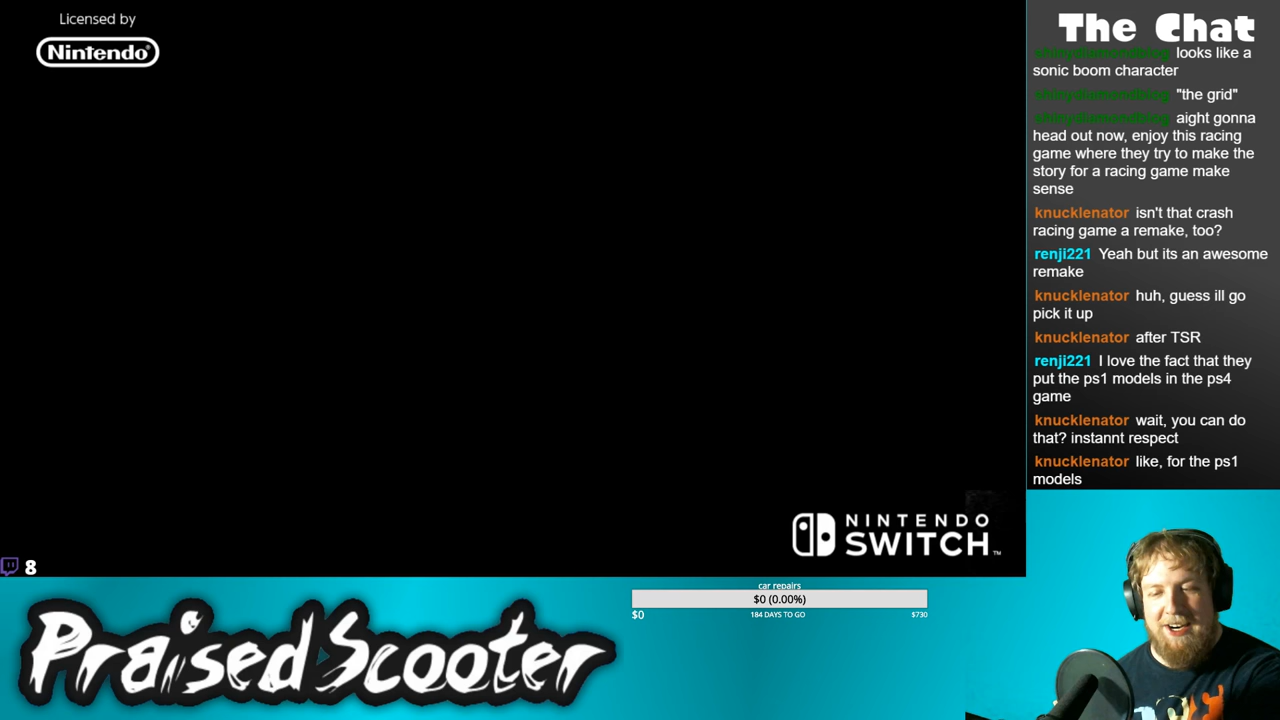 Licensed by
Nintendo
The Chat
looks like a
sonic boom character
"the grid"
aight gonna
head out now, enjoy this racing
game where they try to make the
story for a racing game make
sense
knucklenator isn't that crash
racing game a remake, too?
renji221 Yeah but its an awesome
remake
knucklenator huh, guess ill go
pick it up
knucklenator after TSR
renji221 I love the fact that they
put the ps1 models in the ps4
game
knucklenator wait, you can do
that? instannt respect
knucklenator like, for the ps1
models
NINTENDO
SWITCH™
8
car repairs
$0 (0.00%)
$0 184 DAYS TO GO $730
PraisedScooter